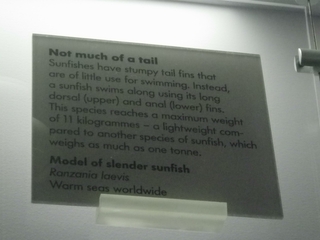 Not much of a tail
Sunfishes have stumpy tail fins that
are of little use for swimming. Instead,
a sunfish swims along using its long
dorsal (upper) and anal (lower) fins.
This species reaches a maximum weight
of 11 kilogrammes – a lightweight com-
pared to anather species of sunfish, which
weighs as much as one tonne.
Model of slender sunfish
Ranzania laevis
Warm seas worldwide